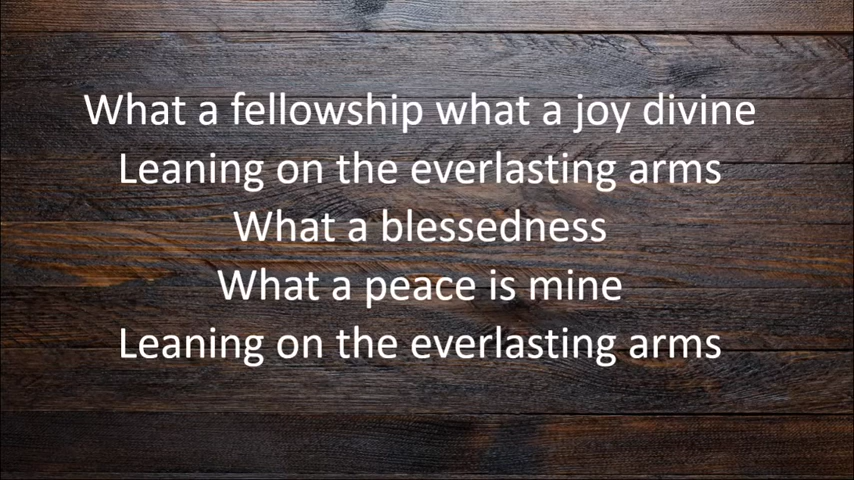 What a fellowship what a joy divine
Leaning on the everlasting arms
What a blessedness
What a peace is mine
Leaning on the everlasting arms